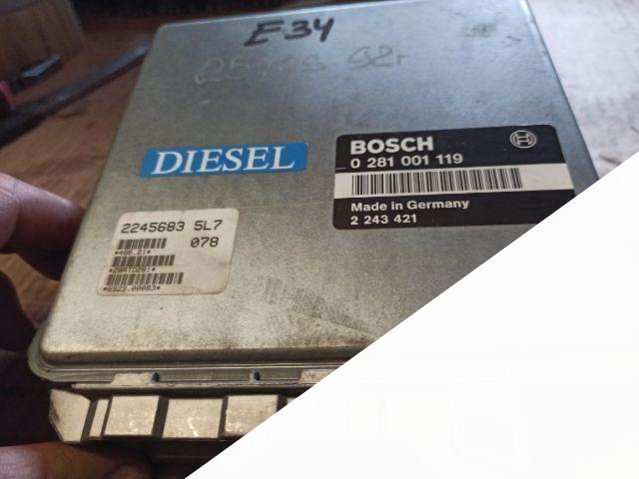 E34
DIESEL
BOSCH
0 281 001 119
Made in Germany
2 243 421
2245683 5L7
078